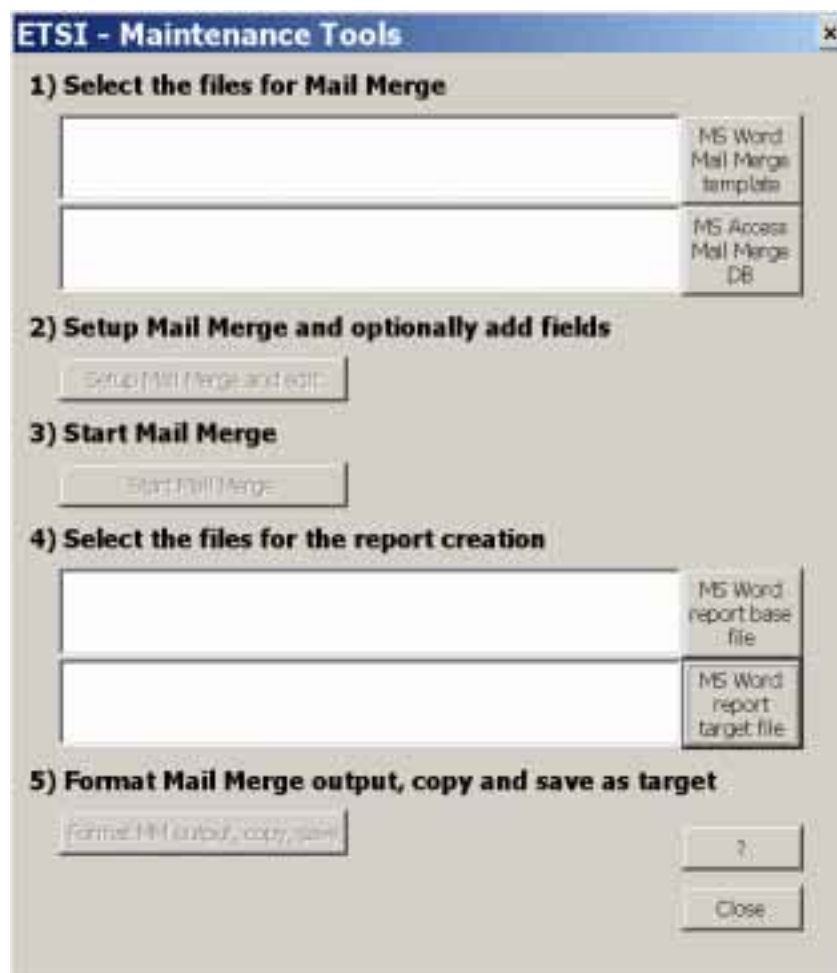 ETSI - Maintenance Tools
1) Select the files for Mail Merge
MS Word
Mail Merge
template
MS Access
Mail Merge
DB
2) Setup Mail Merge and optionally add fields
Setup Mail Merge and edit
3) Start Mail Merge
Start Mail Merge
4) Select the files for the report creation
MS Word
report base
file
MS Word
report
target file
5) Format Mail Merge output, copy and save as target
Format MM output, copy, save
?
Close